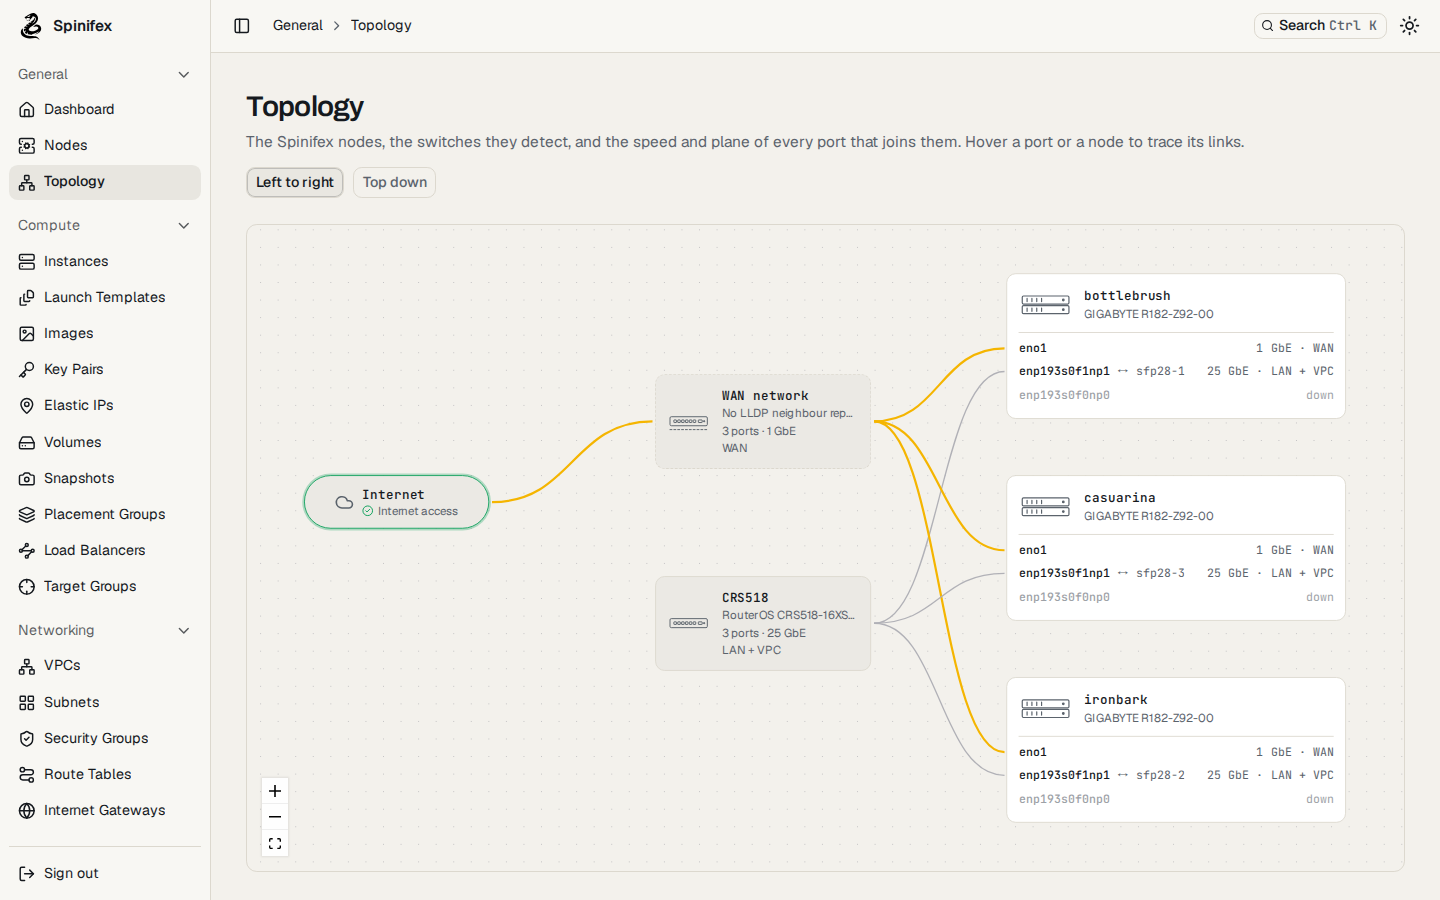 Spinifex
General
Dashboard
Nodes
Topology
Compute
Instances
Launch Templates
Images
Key Pairs
Elastic IPs
Volumes
Snapshots
Placement Groups
Load Balancers
Target Groups
Networking
VPCs
Subnets
Security Groups
Route Tables
Internet Gateways
Sign out
General > Topology
Search Ctrl K
Topology
The Spinifex nodes, the switches they detect, and the speed and plane of every port that joins them. Hover a port or a node to trace its links.
Left to right
Top down
Internet
Internet access
WAN network
No LLDP neighbour rep...
3 ports · 1 GbE
WAN
CRS518
RouterOS CRS518-16XS...
3 ports · 25 GbE
LAN + VPC
bottlebrush
GIGABYTE R182-Z92-00
eno1 1 GbE · WAN
enp193s0f1np1 ↔ sfp28-1 25 GbE · LAN + VPC
enp193s0f0np0 down
casuarina
GIGABYTE R182-Z92-00
eno1 1 GbE · WAN
enp193s0f1np1 ↔ sfp28-3 25 GbE · LAN + VPC
enp193s0f0np0 down
ironbark
GIGABYTE R182-Z92-00
eno1 1 GbE · WAN
enp193s0f1np1 ↔ sfp28-2 25 GbE · LAN + VPC
enp193s0f0np0 down